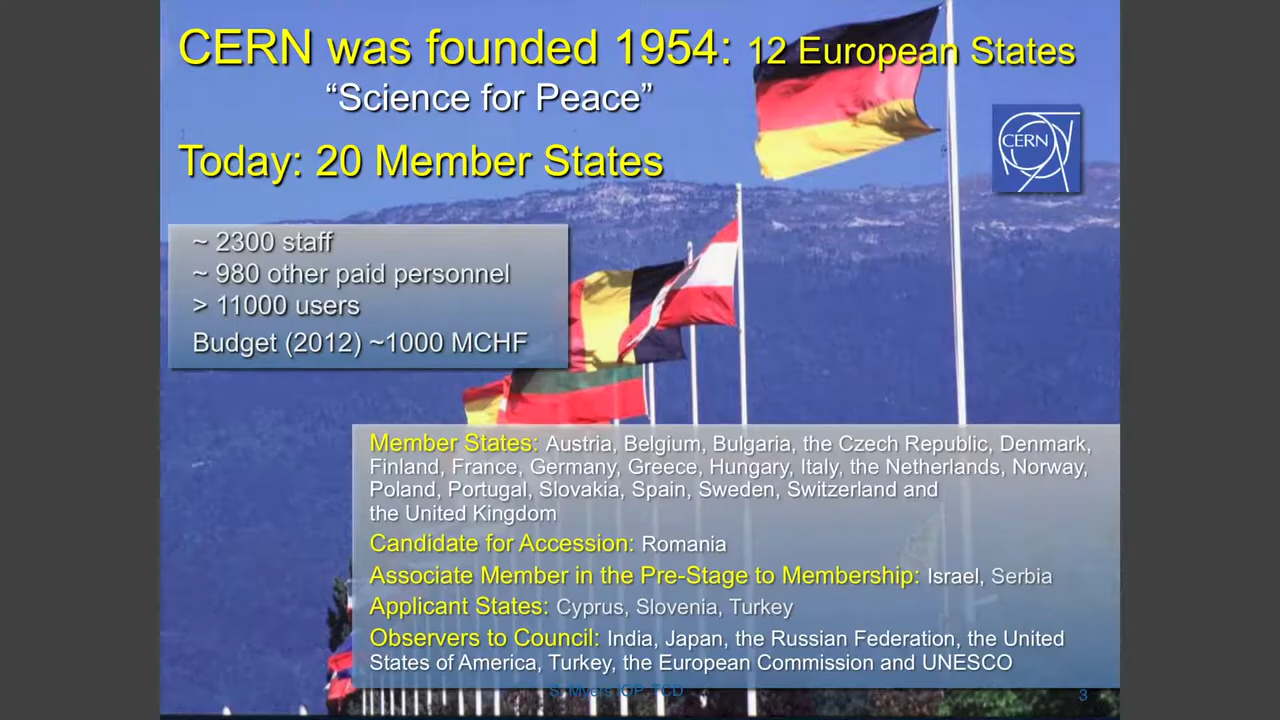 CERN was founded 1954: 12 European States
“Science for Peace”
Today: 20 Member States
CERN
~ 2300 staff
~ 980 other paid personnel
> 11000 users
Budget (2012) ~1000 MCHF
Member States: Austria, Belgium, Bulgaria, the Czech Republic, Denmark,
Finland, France, Germany, Greece, Hungary, Italy, the Netherlands, Norway,
Poland, Portugal, Slovakia, Spain, Sweden, Switzerland and
the United Kingdom
Candidate for Accession: Romania
Associate Member in the Pre-Stage to Membership: Israel, Serbia
Applicant States: Cyprus, Slovenia, Turkey
Observers to Council: India, Japan, the Russian Federation, the United
States of America, Turkey, the European Commission and UNESCO
S. Myers IOP, TCD
3